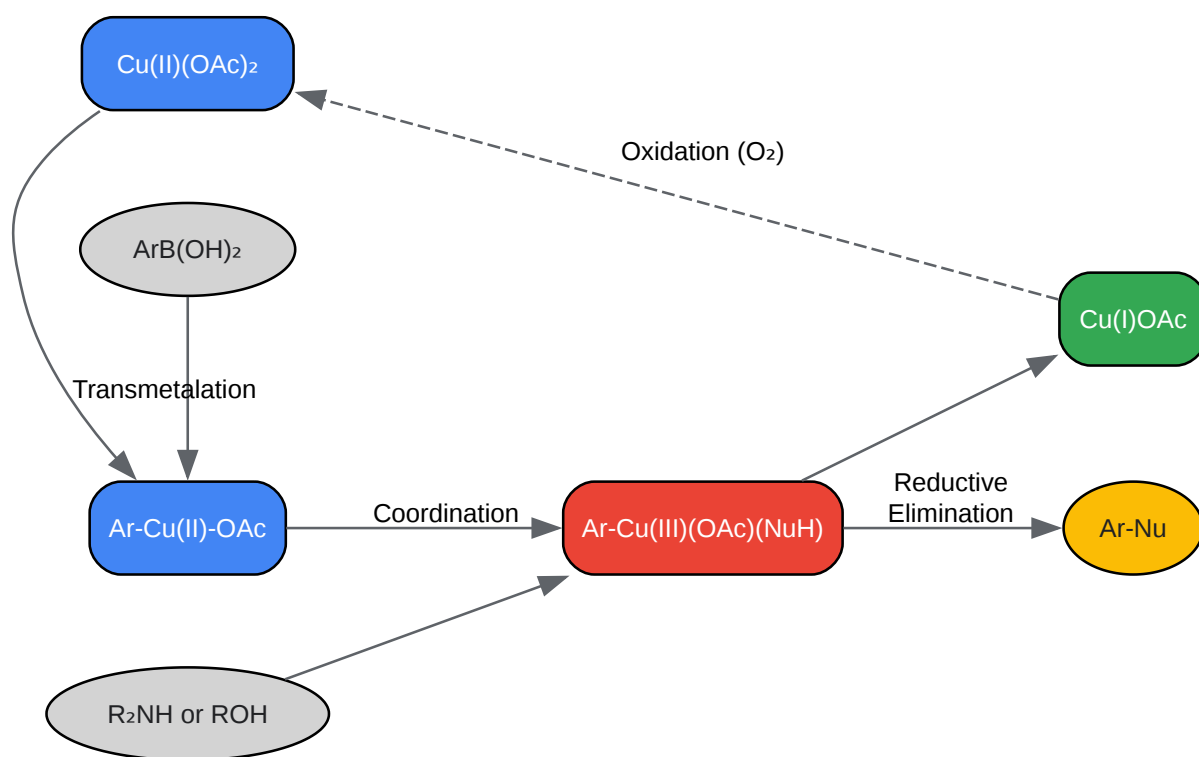 Cu(II)(OAc)₂
Oxidation (O₂)
ArB(OH)₂
Cu(I)OAc
Transmetalation
Ar-Cu(II)-OAc
Coordination
Ar-Cu(III)(OAc)(NuH)
Reductive
Elimination
Ar-Nu
R₂NH or ROH